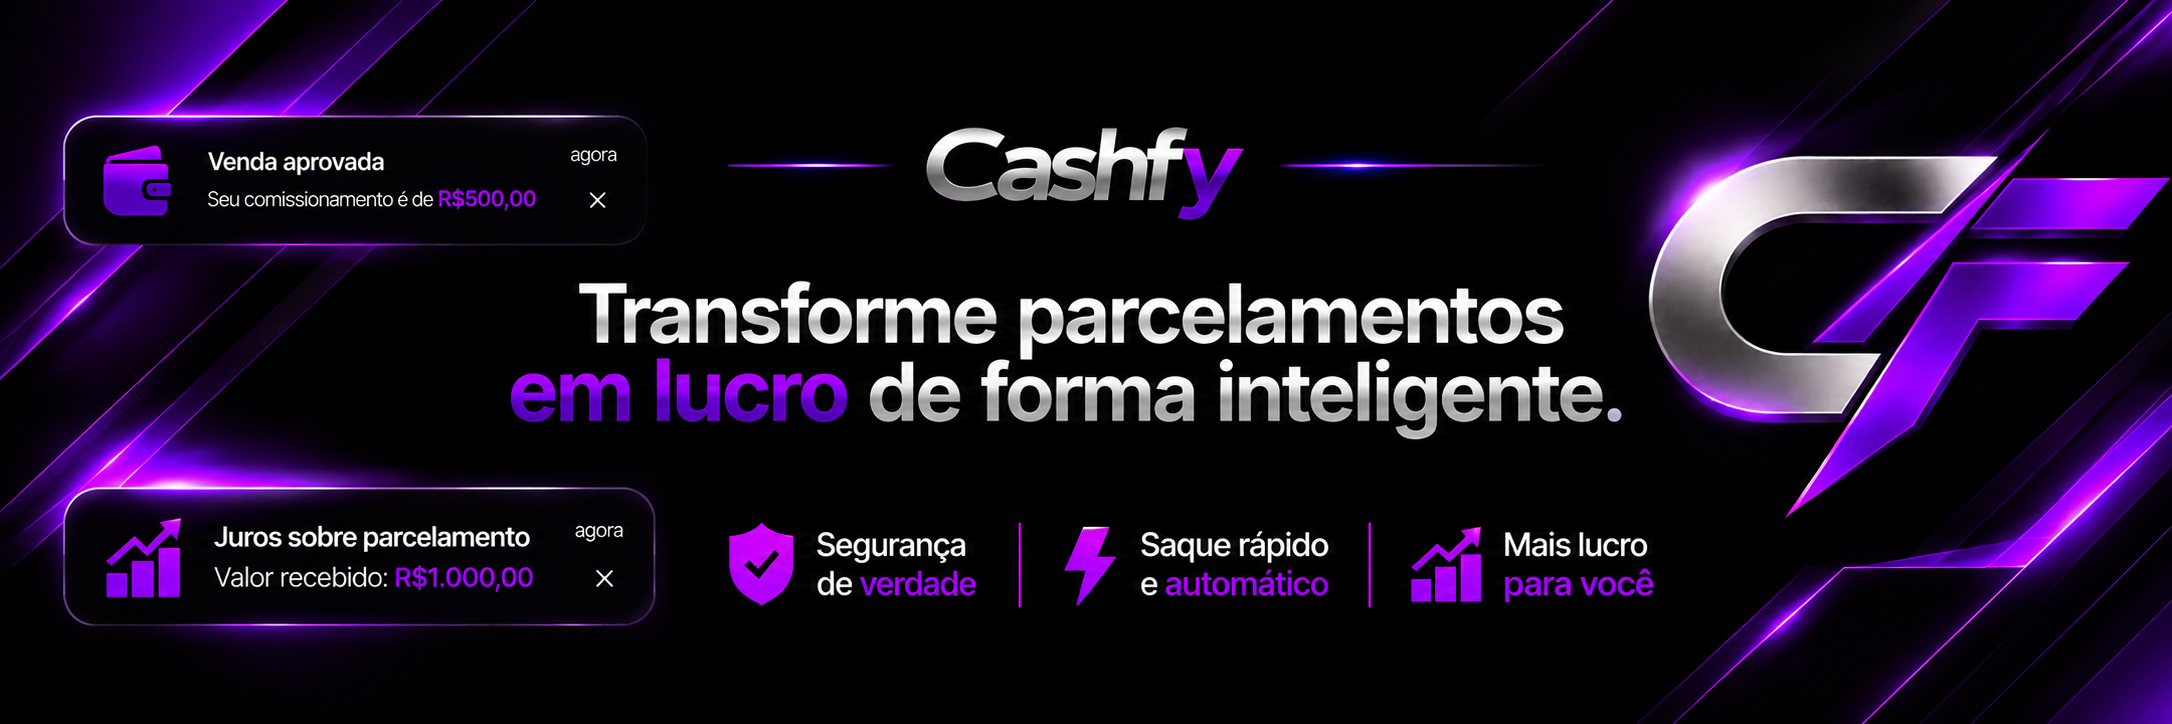 Venda aprovada
agora
Seu comissionamento é de R$500,00
Cashfy
CF
Transforme parcelamentos
em lucro de forma inteligente.
Juros sobre parcelamento
agora
Valor recebido: R$1.000,00
Segurança
de verdade
Saque rápido
e automático
Mais lucro
para você